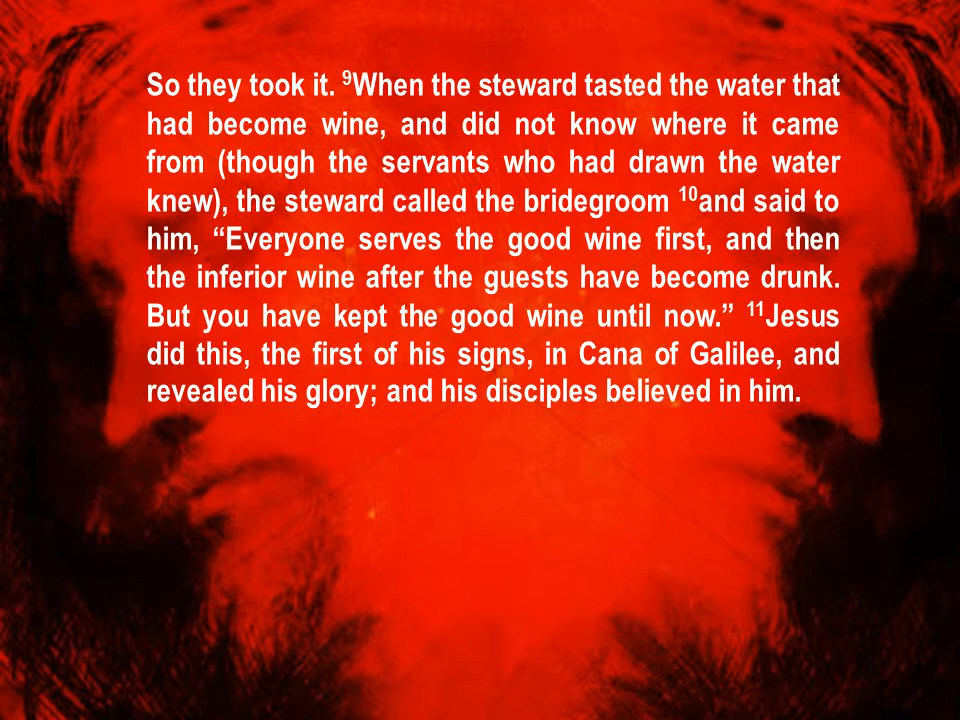 So they took it. ⁹When the steward tasted the water that
had become wine, and did not know where it came
from (though the servants who had drawn the water
knew), the steward called the bridegroom ¹⁰and said to
him, “Everyone serves the good wine first, and then
the inferior wine after the guests have become drunk.
But you have kept the good wine until now.” ¹¹Jesus
did this, the first of his signs, in Cana of Galilee, and
revealed his glory; and his disciples believed in him.